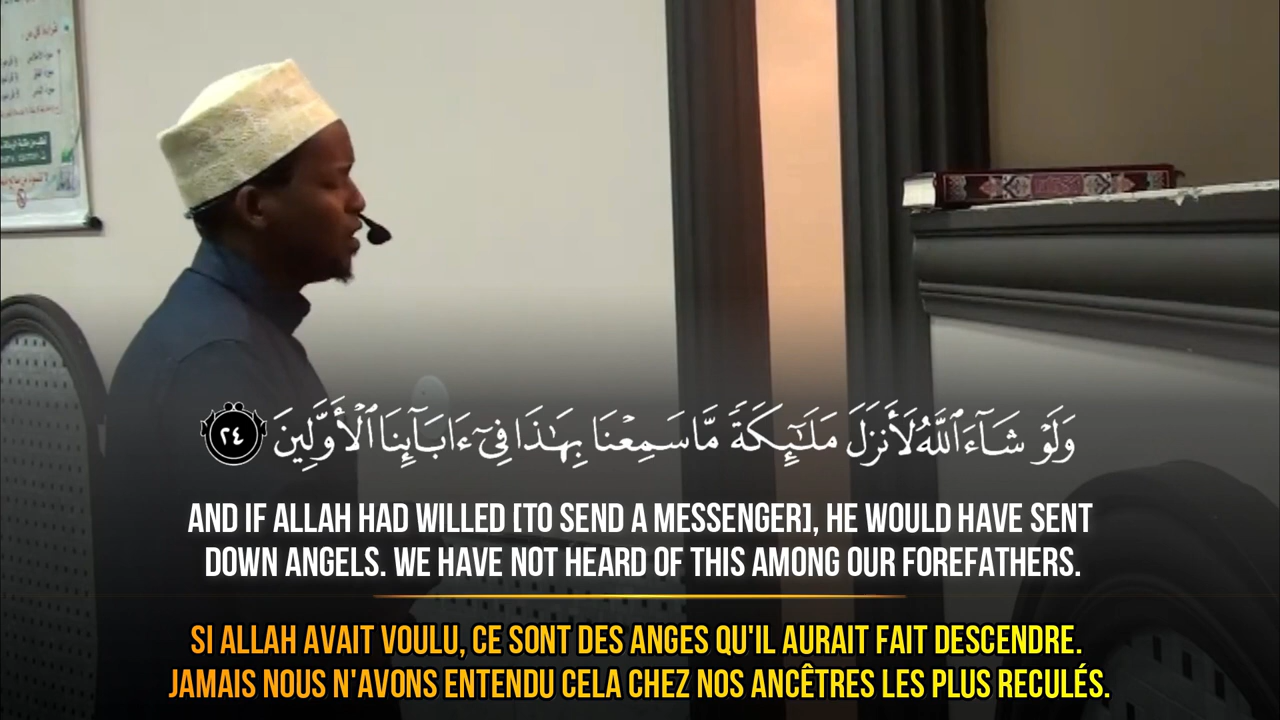 وَلَوْ شَآءَ ٱللَّهُ لَأَنزَلَ مَلَـٰٓئِكَةً مَّا سَمِعْنَا بِهَـٰذَا فِىٓ ءَابَآئِنَا ٱلْأَوَّلِينَ ٢٤
AND IF ALLAH HAD WILLED [TO SEND A MESSENGER], HE WOULD HAVE SENT
DOWN ANGELS. WE HAVE NOT HEARD OF THIS AMONG OUR FOREFATHERS.
SI ALLAH AVAIT VOULU, CE SONT DES ANGES QU'IL AURAIT FAIT DESCENDRE.
JAMAIS NOUS N'AVONS ENTENDU CELA CHEZ NOS ANCÊTRES LES PLUS RECULÉS.